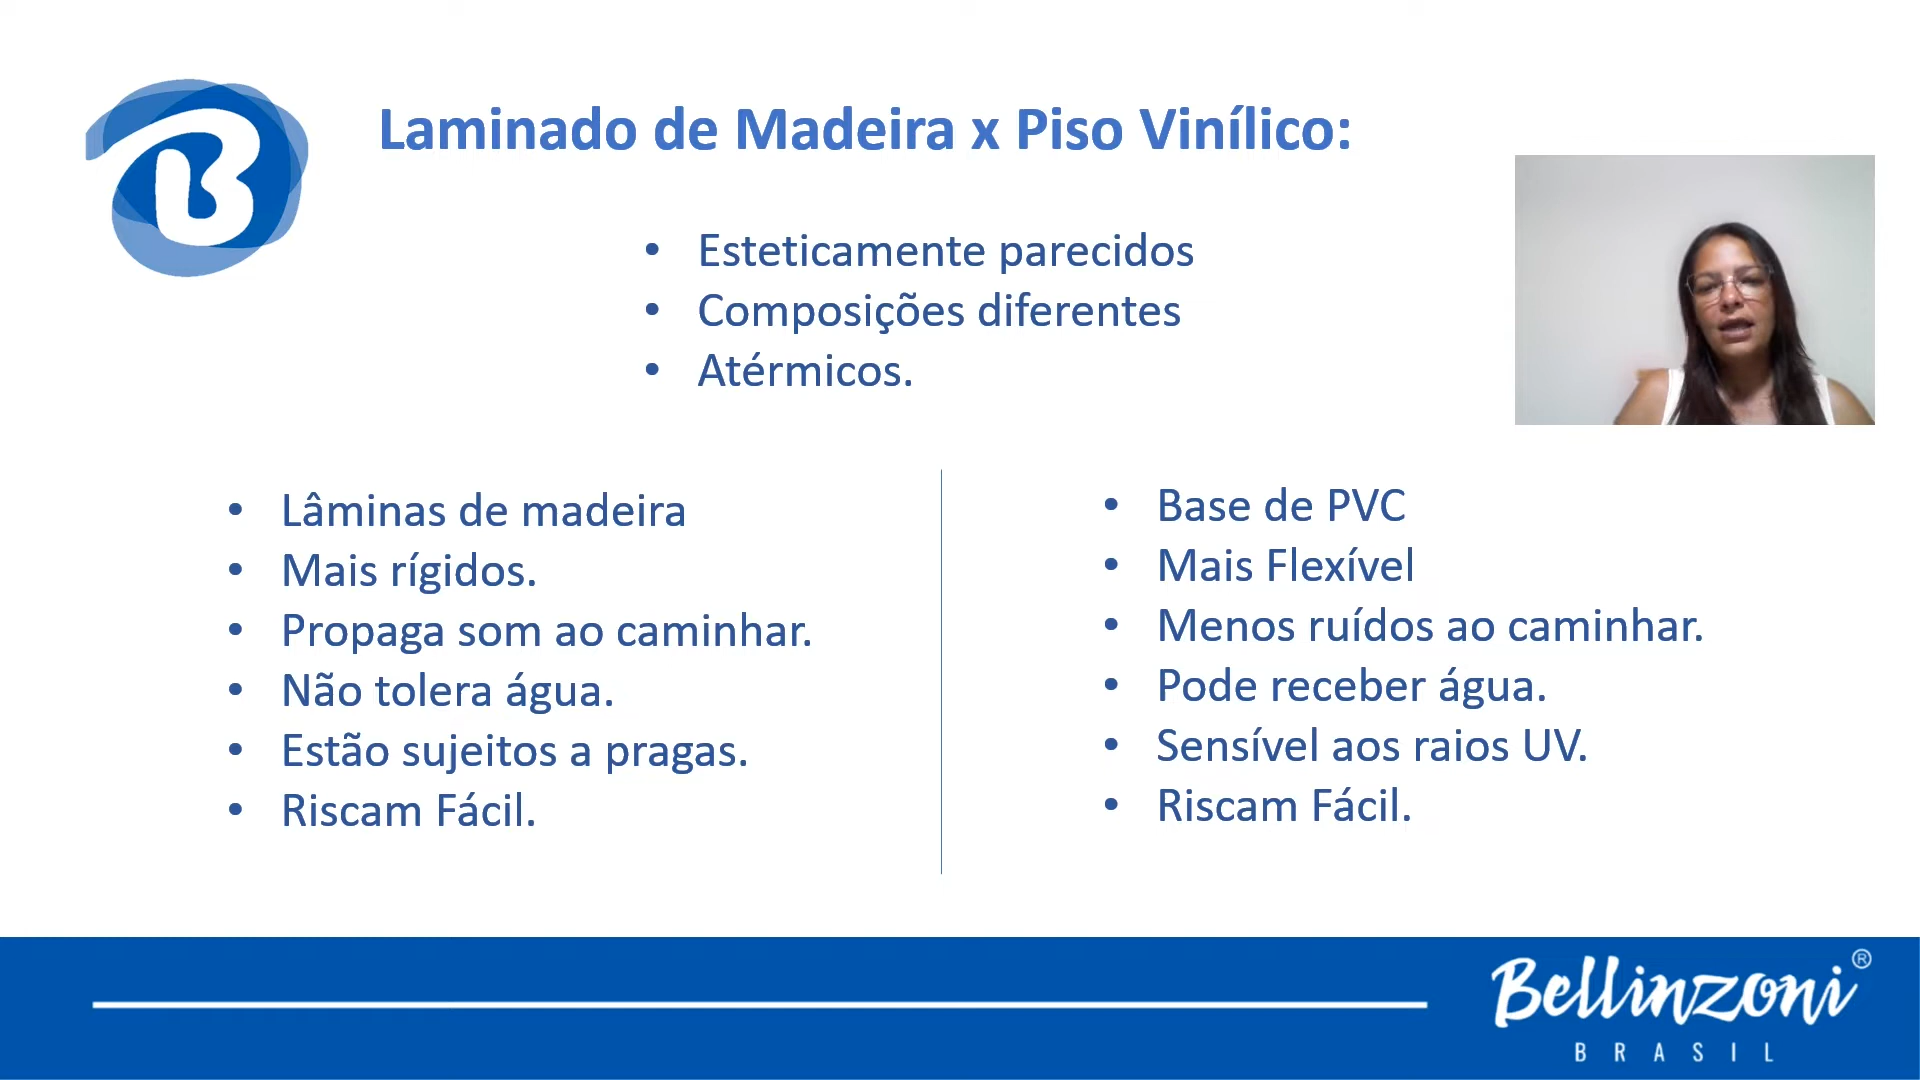 Laminado de Madeira x Piso Vinílico:
• Esteticamente parecidos
• Composições diferentes
• Atérmicos.
• Lâminas de madeira
• Mais rígidos.
• Propaga som ao caminhar.
• Não tolera água.
• Estão sujeitos a pragas.
• Riscam Fácil.
• Base de PVC
• Mais Flexível
• Menos ruídos ao caminhar.
• Pode receber água.
• Sensível aos raios UV.
• Riscam Fácil.
B
Bellinzoni®
BRASIL